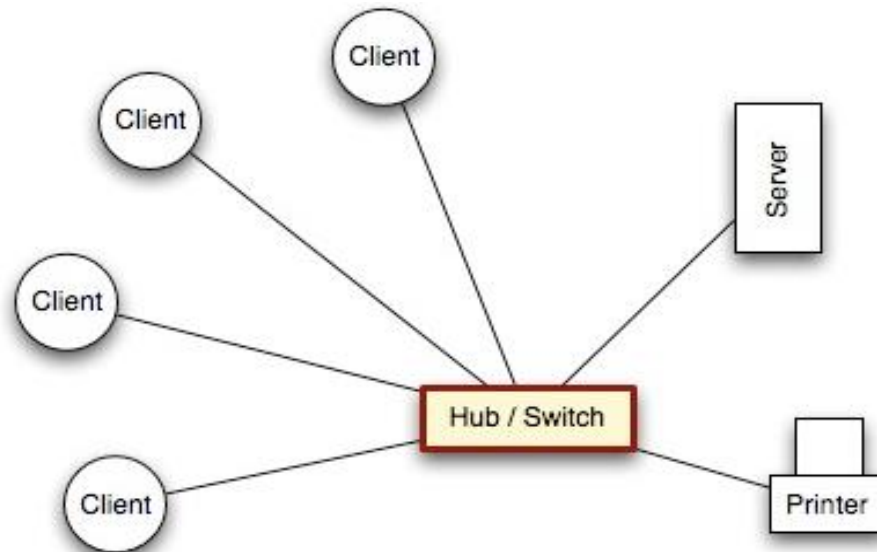 Client
Client
Server
Client
Hub / Switch
Client
Printer